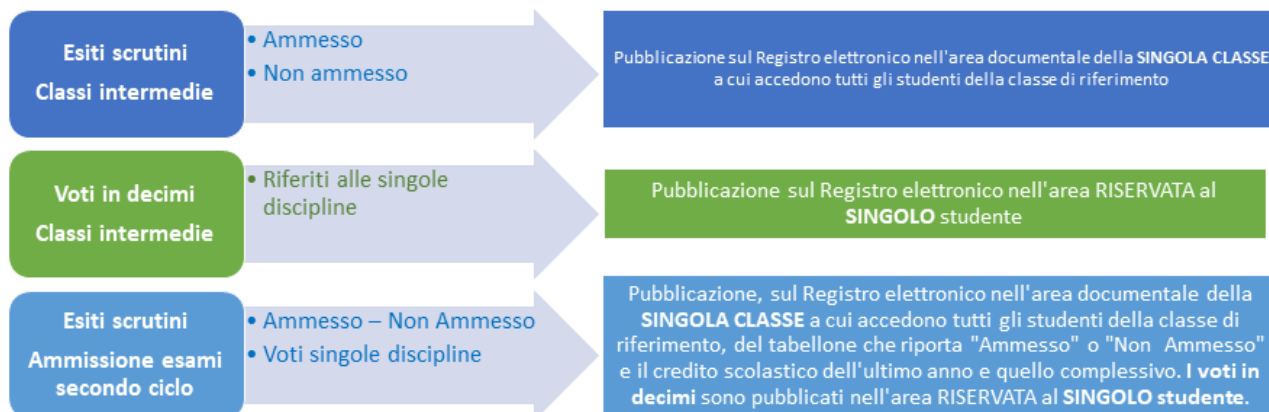 Esiti scrutini
Classi intermedie
• Ammesso
• Non ammesso
Pubblicazione sul Registro elettronico nell'area documentale della SINGOLA CLASSE
a cui accedono tutti gli studenti della classe di riferimento
Voti in decimi
Classi intermedie
• Riferiti alle singole
discipline
Pubblicazione sul Registro elettronico nell'area RISERVATA al
SINGOLO studente
Esiti scrutini
Ammissione esami
secondo ciclo
• Ammesso – Non Ammesso
• Voti singole discipline
Pubblicazione, sul Registro elettronico nell'area documentale della
SINGOLA CLASSE a cui accedono tutti gli studenti della classe di
riferimento, del tabellone che riporta "Ammesso" o "Non Ammesso"
e il credito scolastico dell'ultimo anno e quello complessivo. I voti in
decimi sono pubblicati nell'area RISERVATA al SINGOLO studente.